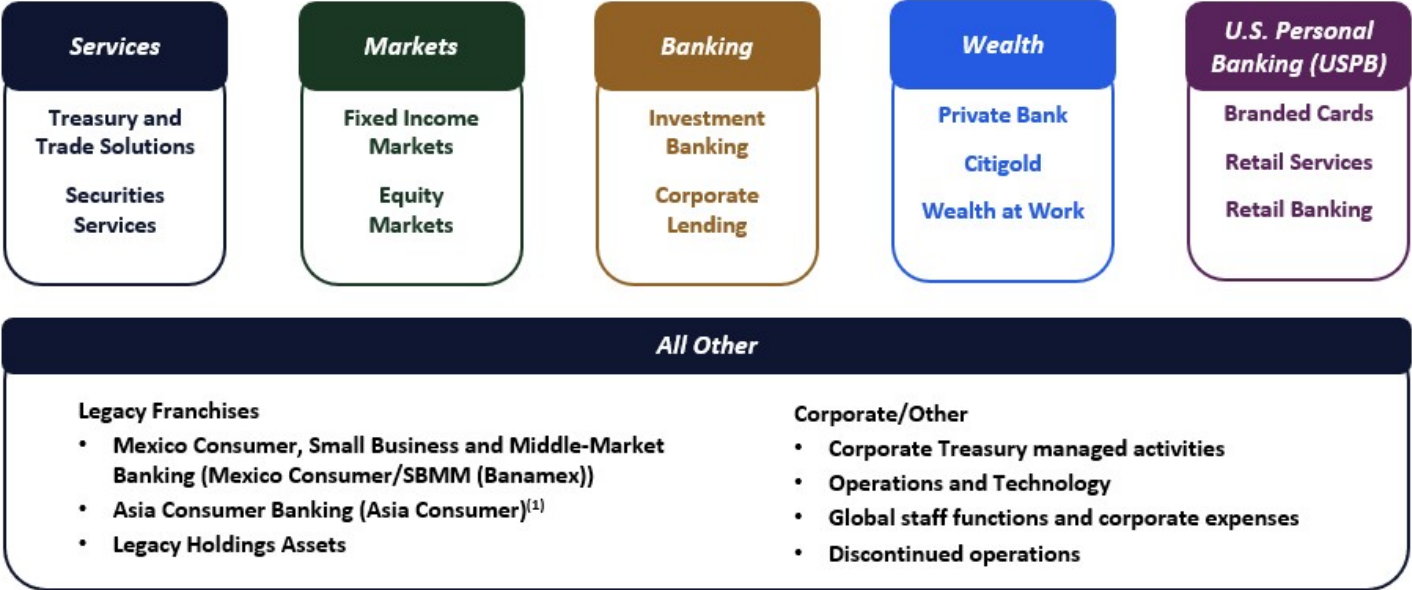 Services
Treasury and
Trade Solutions
Securities
Services
Markets
Fixed Income
Markets
Equity
Markets
Banking
Investment
Banking
Corporate
Lending
Wealth
Private Bank
Citigold
Wealth at Work
U.S. Personal
Banking (USPB)
Branded Cards
Retail Services
Retail Banking
All Other
Legacy Franchises
• Mexico Consumer, Small Business and Middle-Market
Banking (Mexico Consumer/SBMM (Banamex))
• Asia Consumer Banking (Asia Consumer)(1)
• Legacy Holdings Assets
Corporate/Other
• Corporate Treasury managed activities
• Operations and Technology
• Global staff functions and corporate expenses
• Discontinued operations